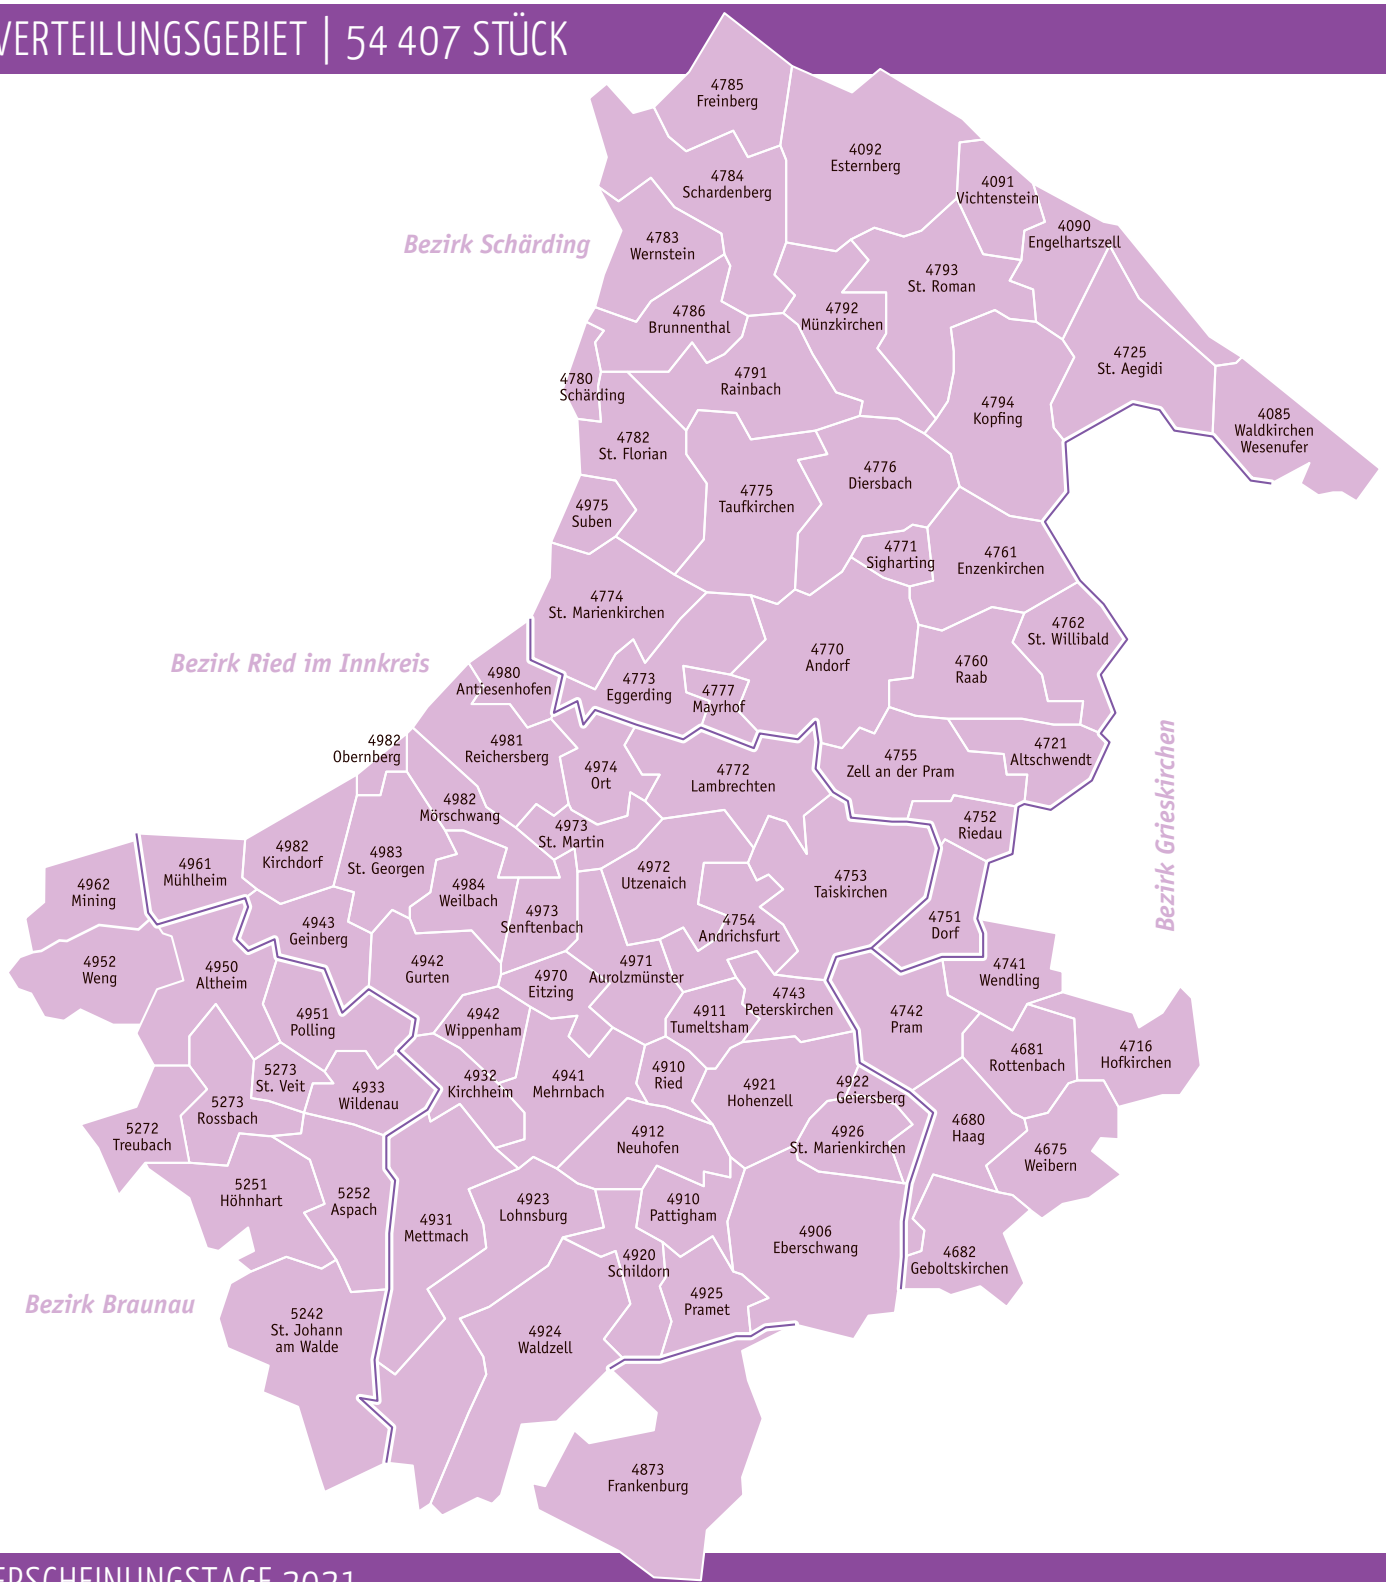 VERTEILUNGSGEBIET | 54 407 STÜCK
4785
Freinberg
4092
Esternberg
4784
Schardenberg
4091
Vichtenstein
4090
Engelhartszell
Bezirk Schärding
4783
Wernstein
4793
St. Roman
4786
Brunnenthal
4792
Münzkirchen
4725
St. Aegidi
4780
Schärding
4791
Rainbach
4794
Kopfing
4085
Waldkirchen
Wesenufer
4782
St. Florian
4776
Diersbach
4775
Taufkirchen
4975
Suben
4771
Sigharting
4761
Enzenkirchen
4774
St. Marienkirchen
4762
St. Willibald
Bezirk Ried im Innkreis
4770
Andorf
4760
Raab
4980
Antiesenhofen
4773
Eggerding
4777
Mayrhof
4982
Obernberg
4981
Reichersberg
4974
Ort
4772
Lambrechten
4755
Zell an der Pram
4721
Altschwendt
Bezirk Grieskirchen
4982
Mörschwang
4973
St. Martin
4752
Riedau
4982
Kirchdorf
4983
St. Georgen
4961
Mühlheim
4962
Mining
4984
Weilbach
4972
Utzenaich
4753
Taiskirchen
4943
Geinberg
4973
Senftenbach
4754
Andrichsfurt
4751
Dorf
4952
Weng
4950
Altheim
4942
Gurten
4970
Eitzing
4971
Aurolzmünster
4741
Wendling
4743
Peterskirchen
4951
Polling
4942
Wippenham
4911
Tumeltsham
4742
Pram
4681
Rottenbach
4716
Hofkirchen
5273
St. Veit
4933
Wildenau
4932
Kirchheim
4941
Mehrnbach
4910
Ried
4921
Hohenzell
4922
Geiersberg
5273
Rossbach
5272
Treubach
4912
Neuhofen
4926
St. Marienkirchen
4680
Haag
4675
Weibern
5251
Höhnhart
5252
Aspach
4931
Mettmach
4923
Lohnsburg
4910
Pattigham
4906
Eberschwang
4920
Schildorn
4682
Geboltskirchen
4925
Pramet
Bezirk Braunau
5242
St. Johann
am Walde
4924
Waldzell
4873
Frankenburg
ERSCHEINUNGSTAGE 2021